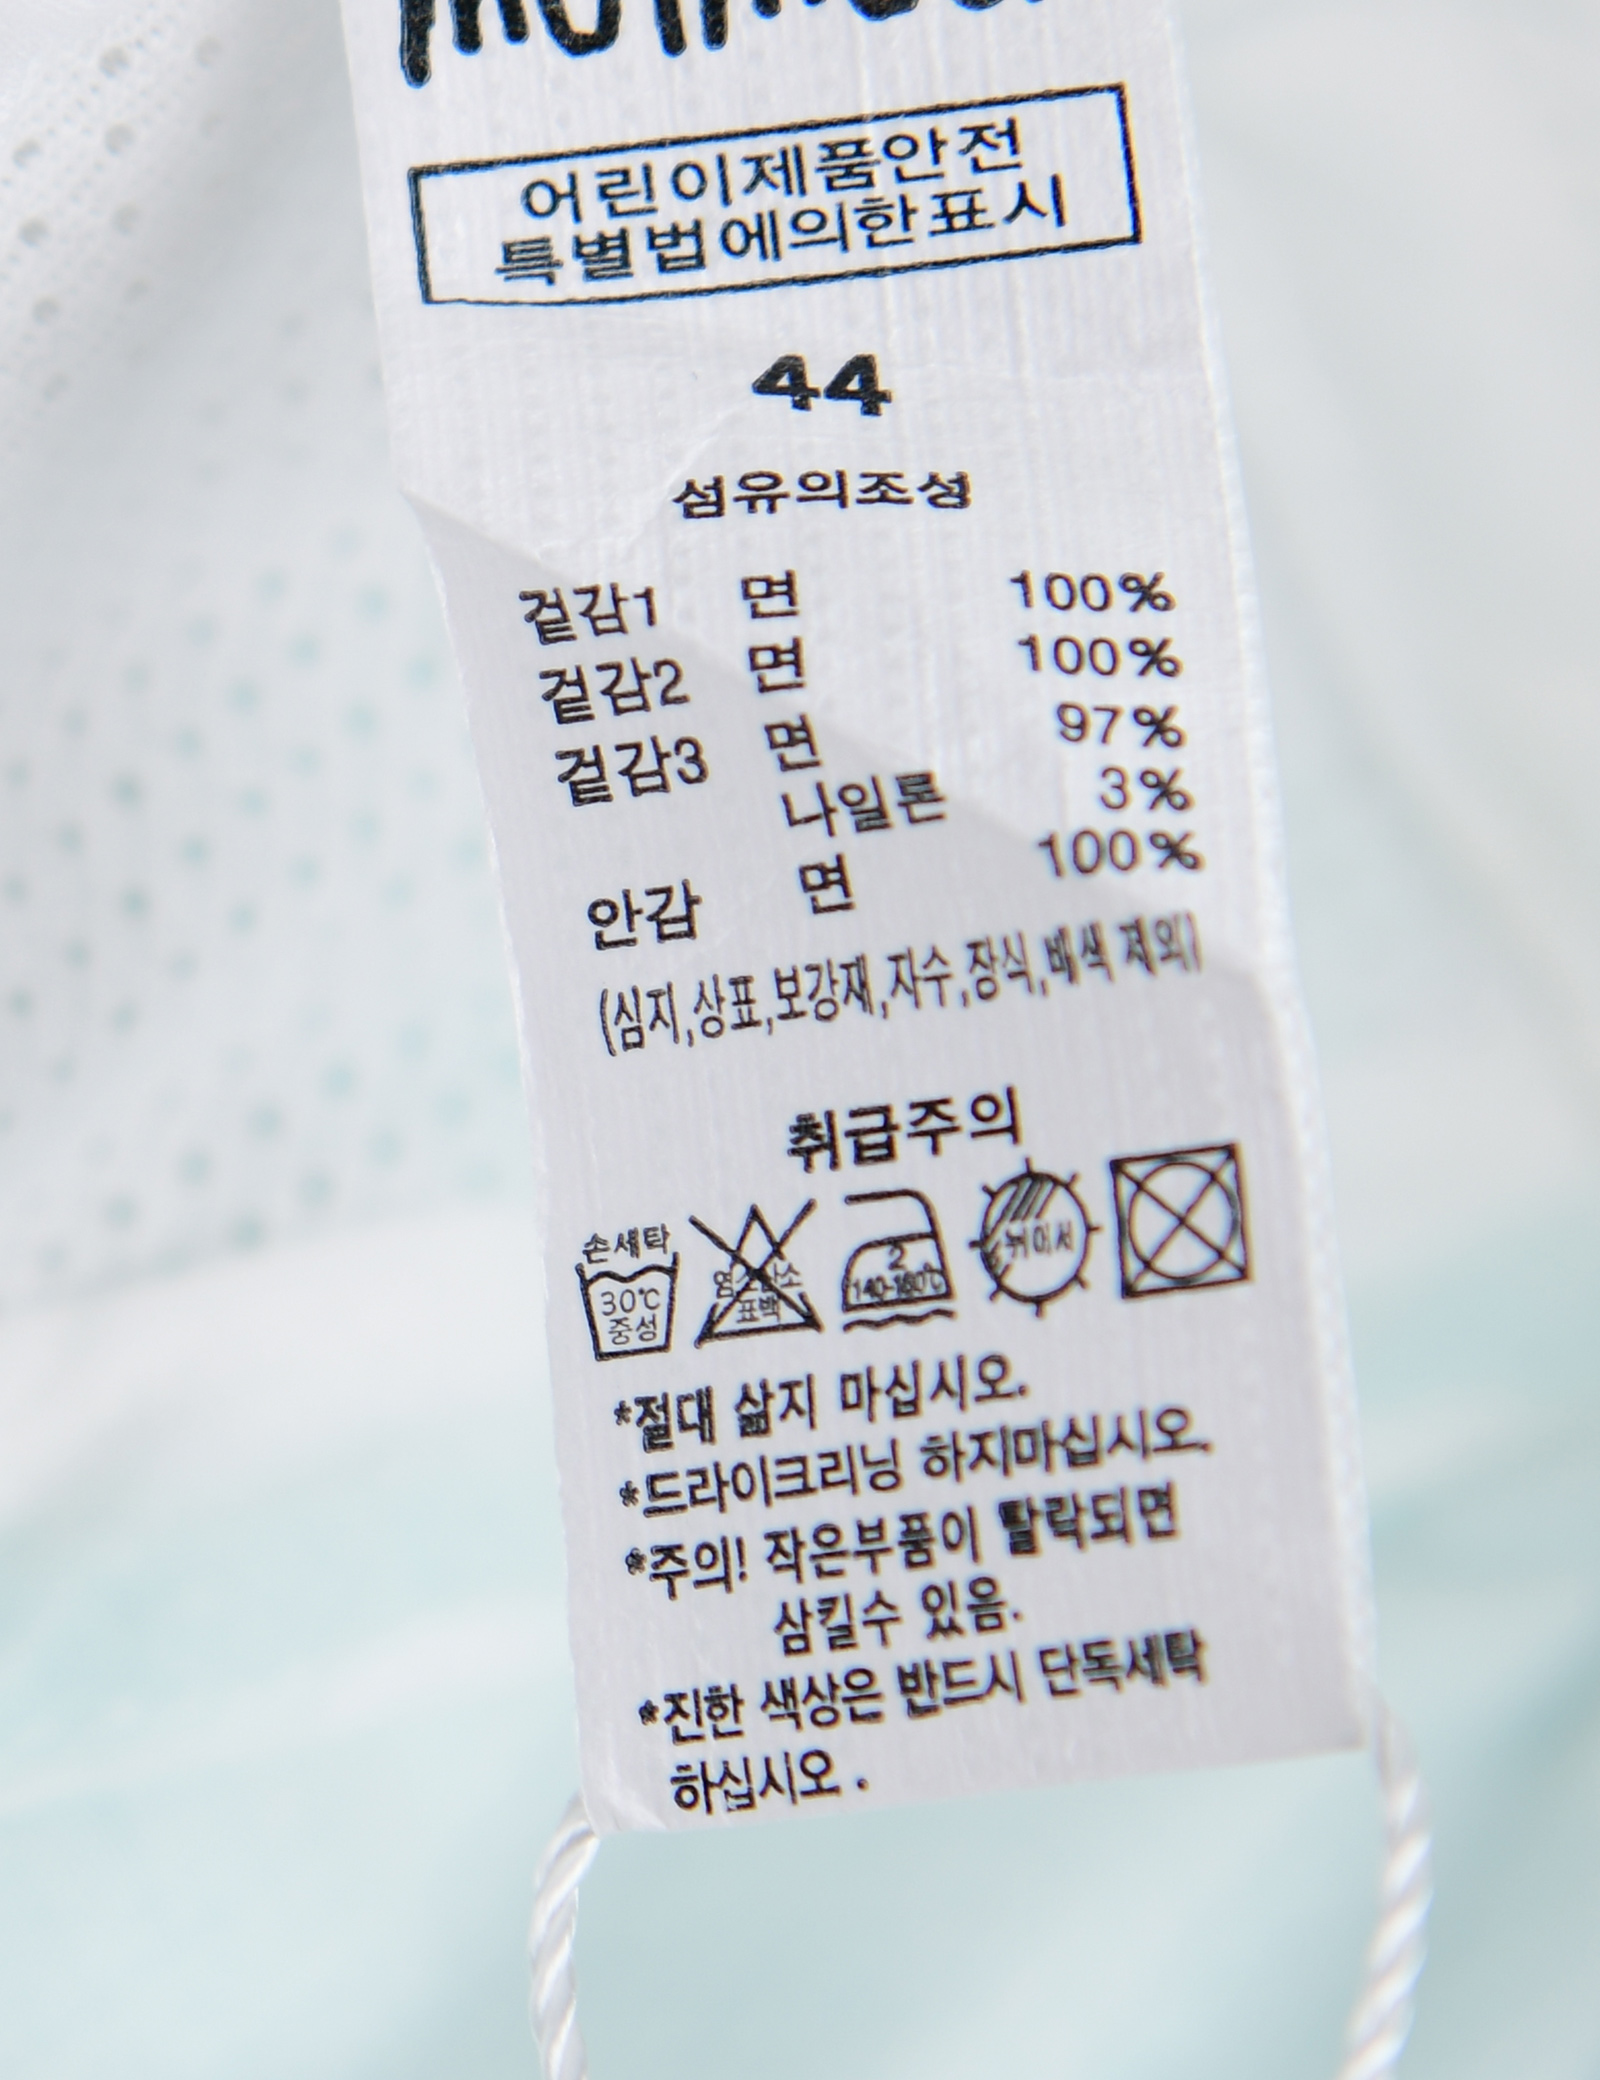 어린이제품안전
특별법에의한표시
44
섬유의조성
겉감1 면 100%
겉감2 면 100%
겉감3 면 97%
나일론 3%
안감 면 100%
(심지,상표,보강재,자수,장식,배색 제외)
취급주의
손세탁
30℃
중성
표백
2
140-160℃
뉘어서
*절대 삶지 마십시오.
*드라이크리닝 하지마십시오.
*주의! 작은부품이 탈락되면
삼킬수 있음.
*진한 색상은 반드시 단독세탁
하십시오.